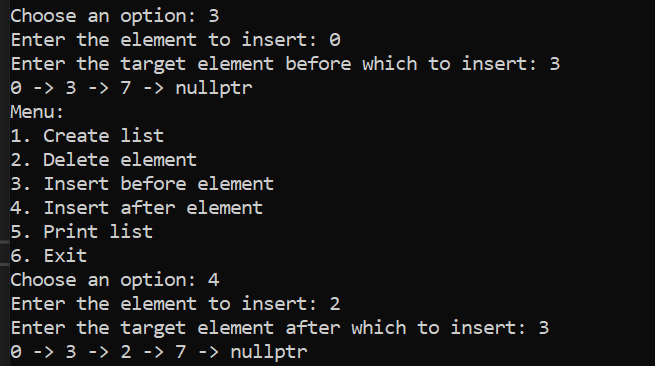 Choose an option: 3
Enter the element to insert: 0
Enter the target element before which to insert: 3
0 -> 3 -> 7 -> nullptr
Menu:
1. Create list
2. Delete element
3. Insert before element
4. Insert after element
5. Print list
6. Exit
Choose an option: 4
Enter the element to insert: 2
Enter the target element after which to insert: 3
0 -> 3 -> 2 -> 7 -> nullptr